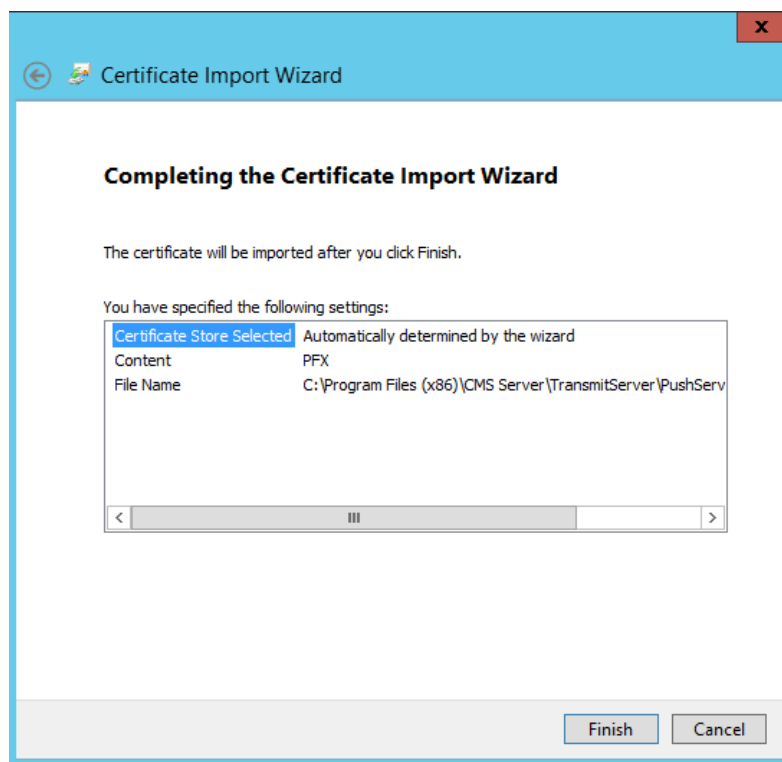 x
Certificate Import Wizard
Completing the Certificate Import Wizard
The certificate will be imported after you click Finish.
You have specified the following settings:
Certificate Store Selected Automatically determined by the wizard
Content PFX
File Name C:\Program Files (x86)\CMS Server\TransmitServer\PushServ
Finish Cancel